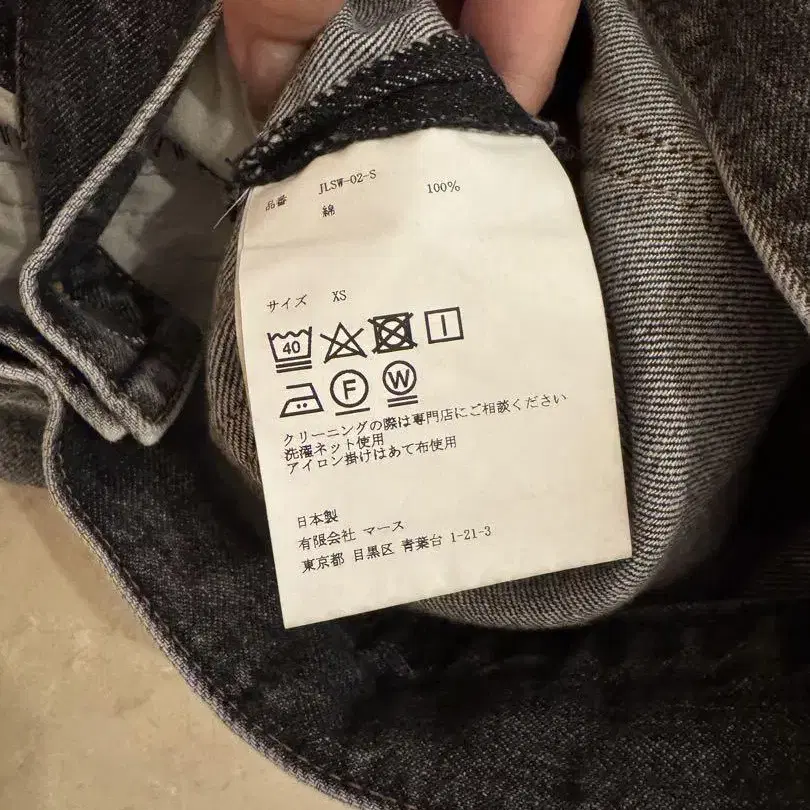 品番 JLSW-02-S
綿 100%
サイズ XS
40
F W
クリーニングの際は専門店にご相談ください
洗濯ネット使用
アイロン掛けはあて布使用
日本製
有限会社 マース
東京都 目黒区 青葉台 1-21-3